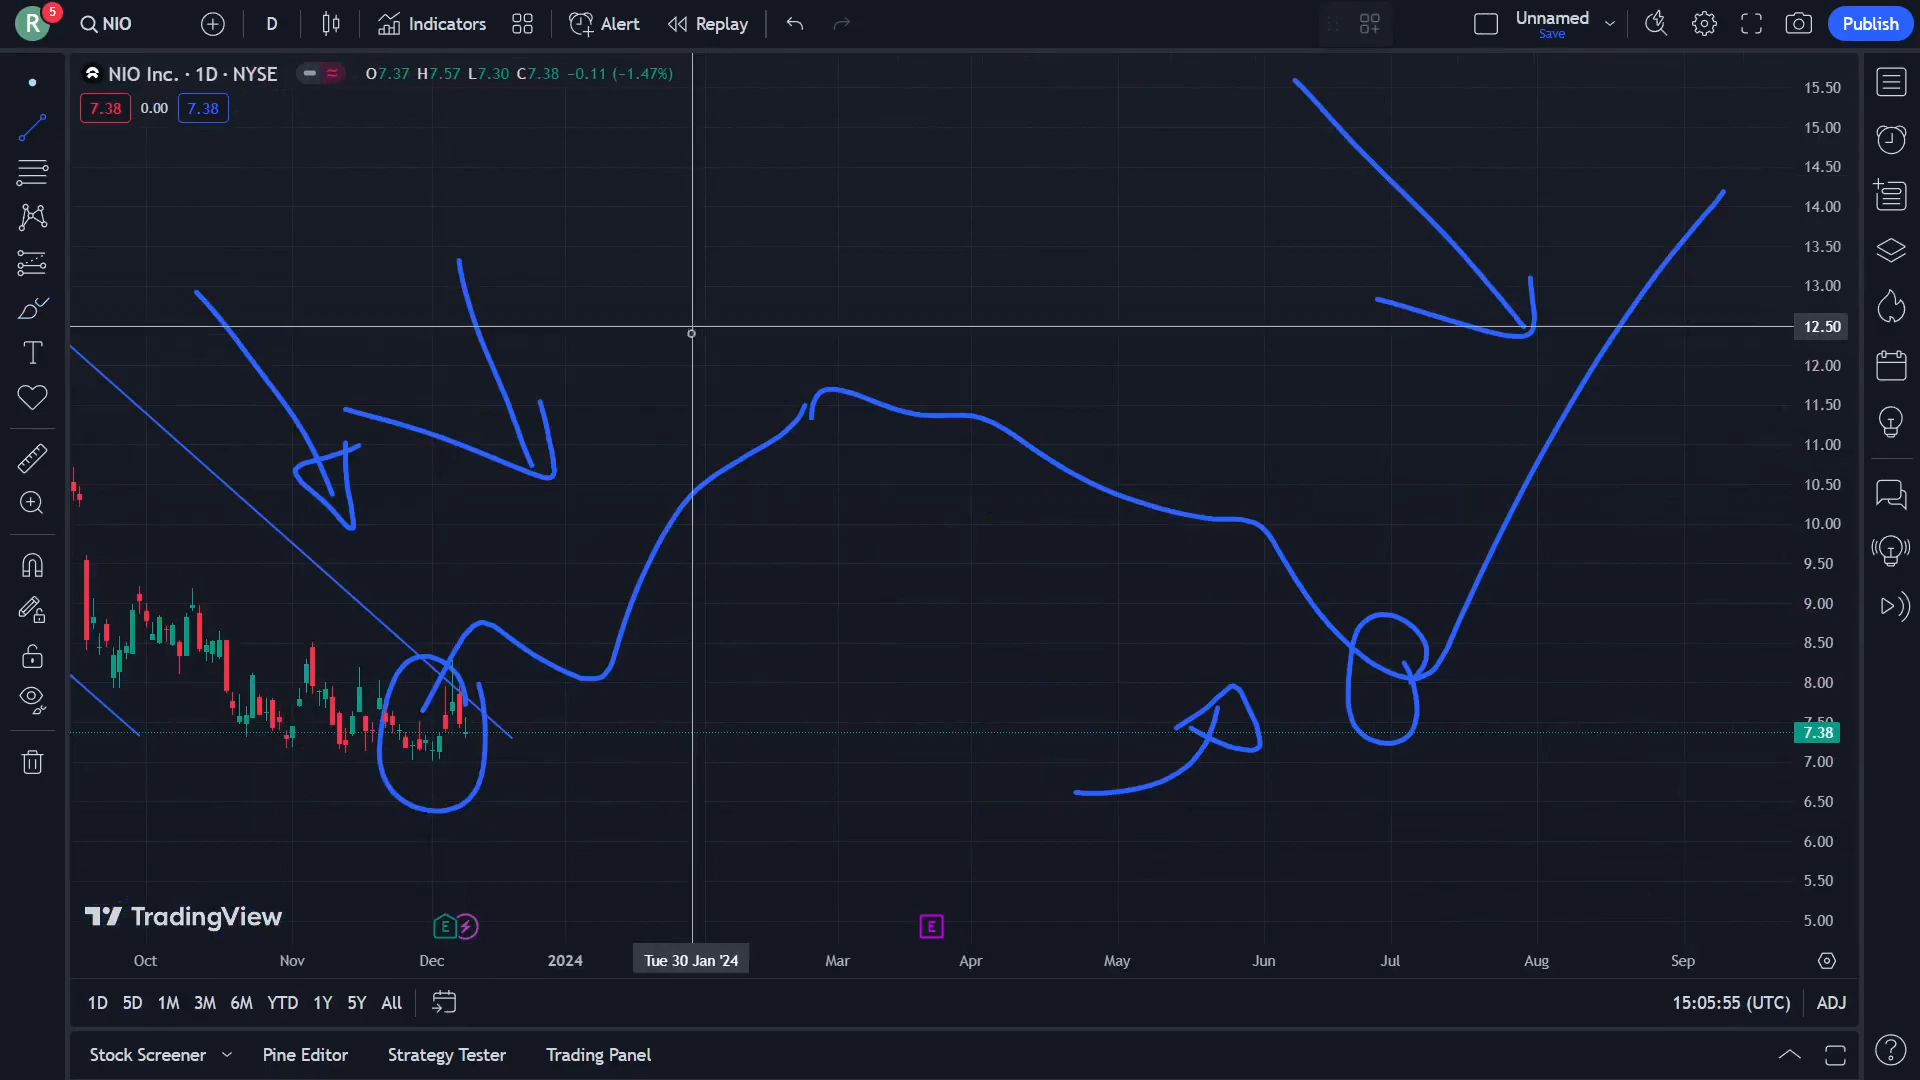 R 5 NIO D Indicators Alert Replay Unnamed Save Publish
NIO Inc. · 1D · NYSE O7.37 H7.57 L7.30 C7.38 −0.11 (−1.47%)
7.38 0.00 7.38
15.50
15.00
14.50
14.00
13.50
13.00
12.50
12.00
11.50
11.00
10.50
10.00
9.50
9.00
8.50
8.00
7.50
7.38
7.00
6.50
6.00
5.50
5.00
TradingView
E E
Oct Nov Dec 2024 Tue 30 Jan '24 Mar Apr May Jun Jul Aug Sep
1D 5D 1M 3M 6M YTD 1Y 5Y All 15:05:55 (UTC) ADJ
Stock Screener Pine Editor Strategy Tester Trading Panel